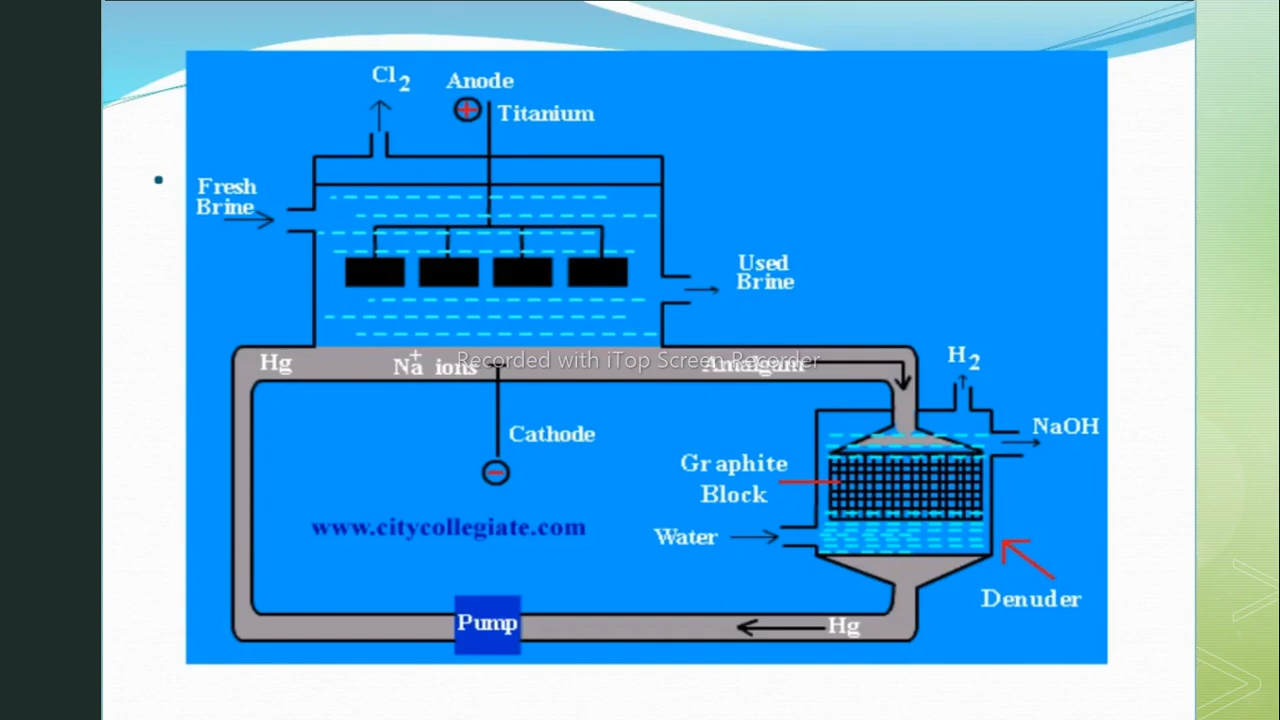 Cl2
Anode
+
Titanium
Fresh
Brine
Used
Brine
Hg
Na+ ions
Recorded with iTop Screen Recorder
Amalgam
H2
NaOH
Cathode
−
Graphite
Block
www.citycollegiate.com
Water
Denuder
Pump
Hg